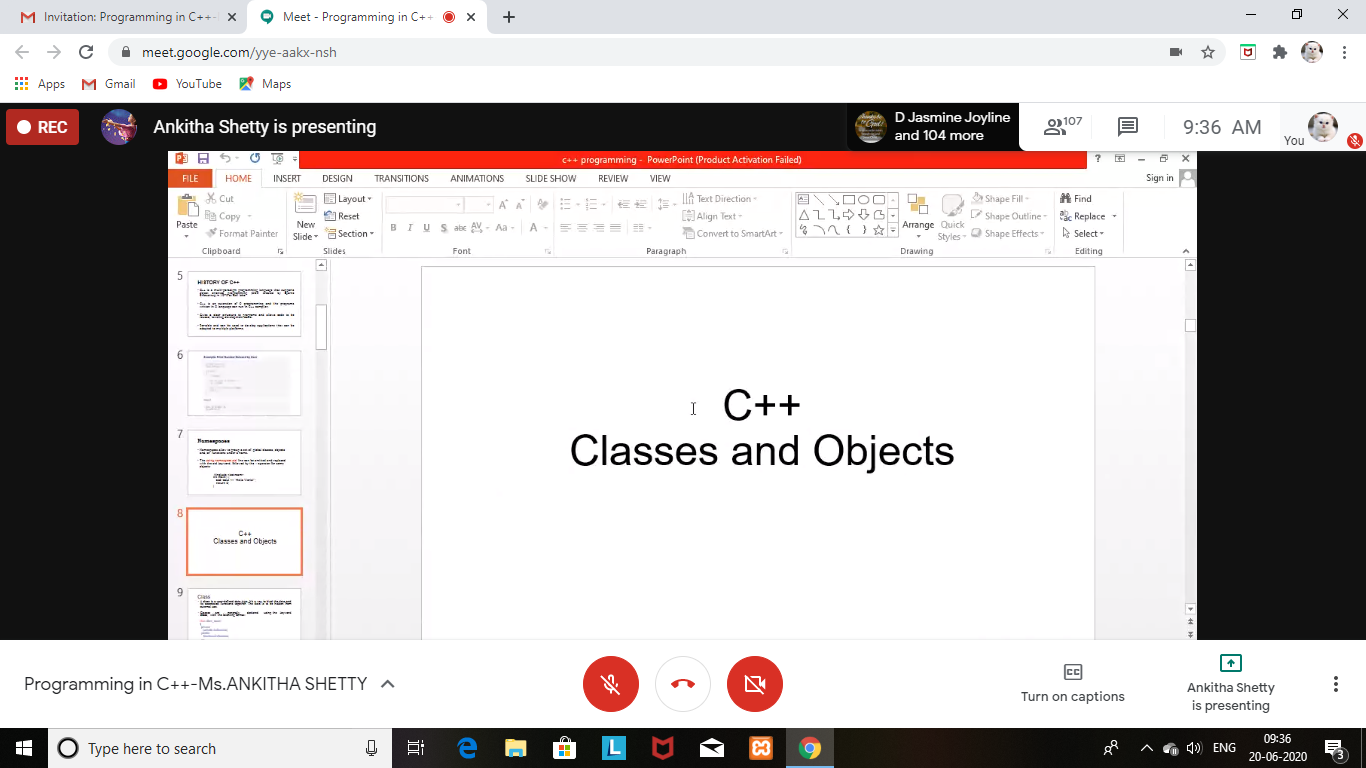 Invitation: Programming in C++-
Meet - Programming in C++
meet.google.com/yye-aakx-nsh
Apps
Gmail
YouTube
Maps
REC
Ankitha Shetty is presenting
D Jasmine Joyline
and 104 more
107
9:36 AM
You
c++ programming - PowerPoint (Product Activation Failed)
FILE
HOME
INSERT
DESIGN
TRANSITIONS
ANIMATIONS
SLIDE SHOW
REVIEW
VIEW
Sign in
Paste
Cut
Copy
Format Painter
Clipboard
New
Slide
Layout
Reset
Section
Slides
Font
Text Direction
Align Text
Convert to SmartArt
Paragraph
Arrange
Quick
Styles
Shape Fill
Shape Outline
Shape Effects
Drawing
Find
Replace
Select
Editing
5
HISTORY OF C++
6
7
Namespaces
8
C++
Classes and Objects
9
Class
C++
Classes and Objects
Programming in C++-Ms.ANKITHA SHETTY
Turn on captions
Ankitha Shetty
is presenting
Type here to search
ENG
09:36
20-06-2020
3